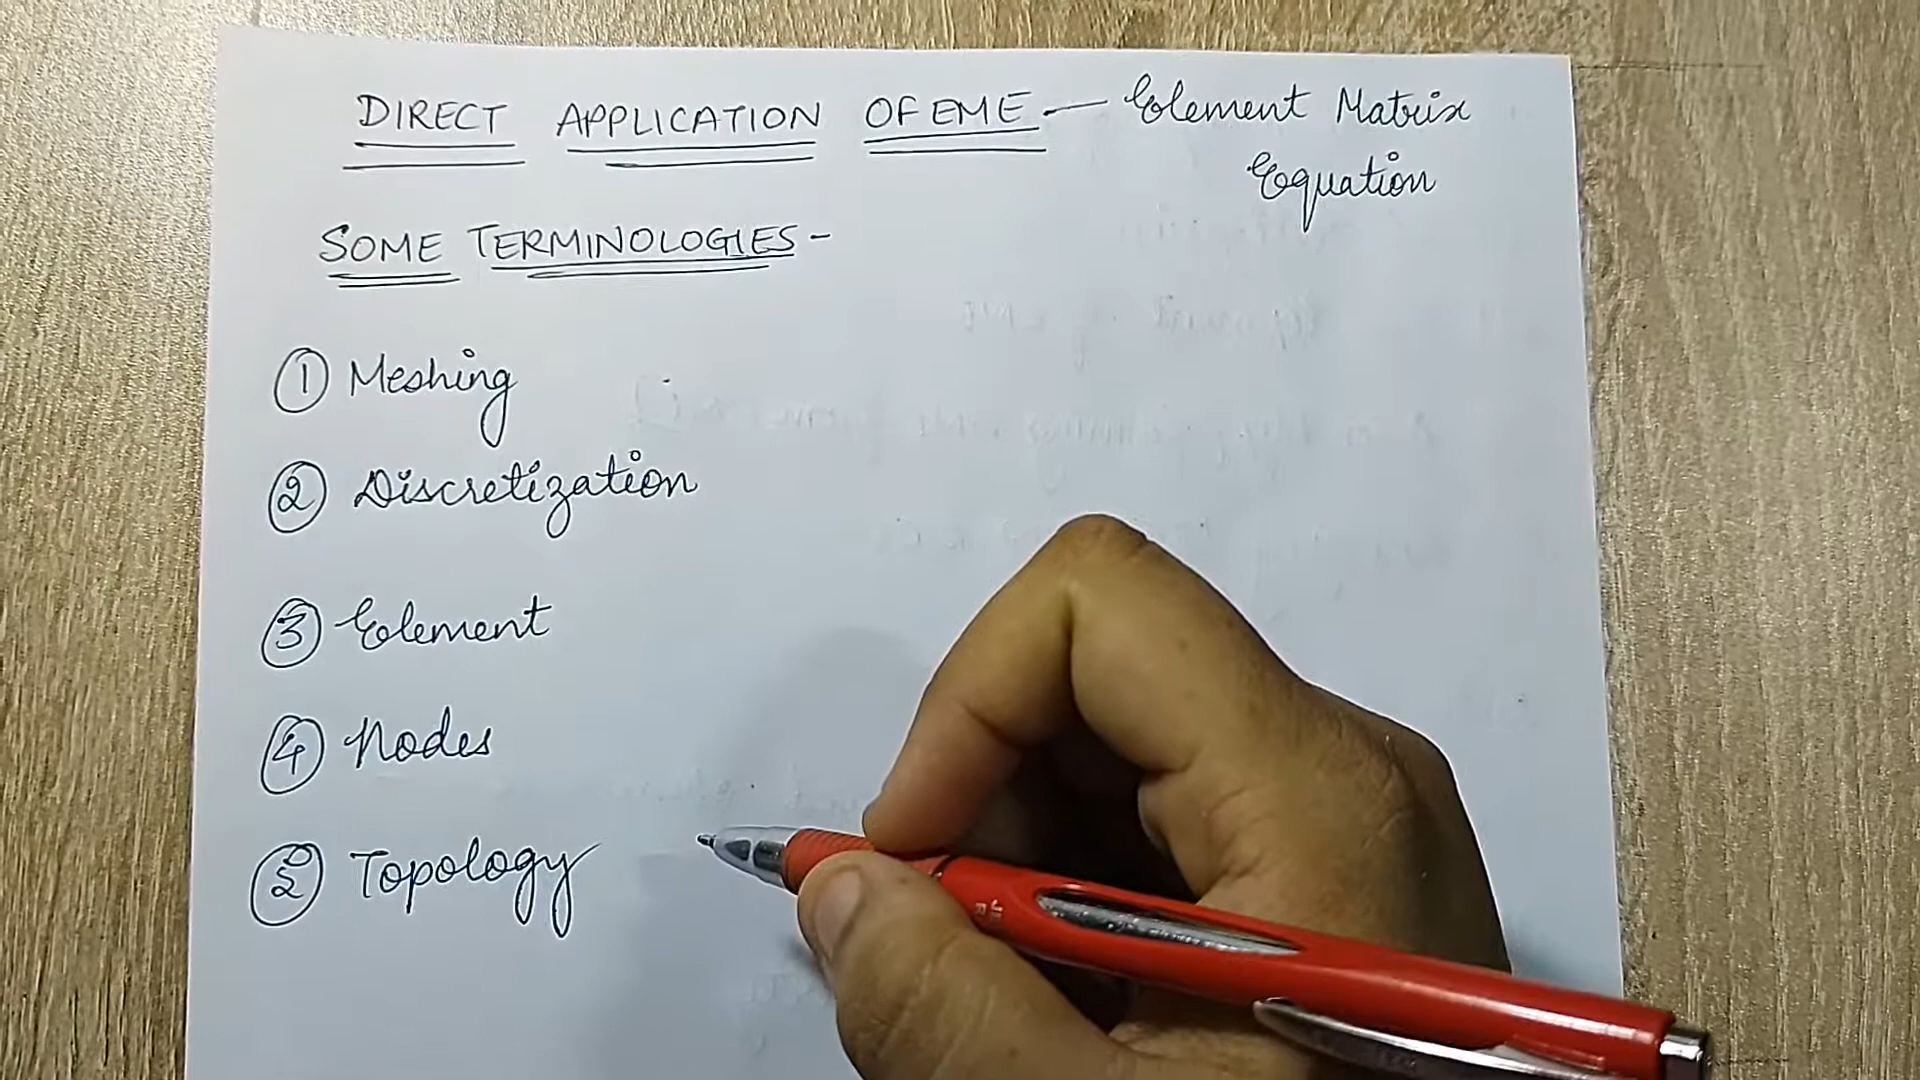 DIRECT APPLICATION OF EME — Element Matrix
Equation
SOME TERMINOLOGIES -
① Meshing
② Discretization
③ Element
④ Nodes
⑤ Topology